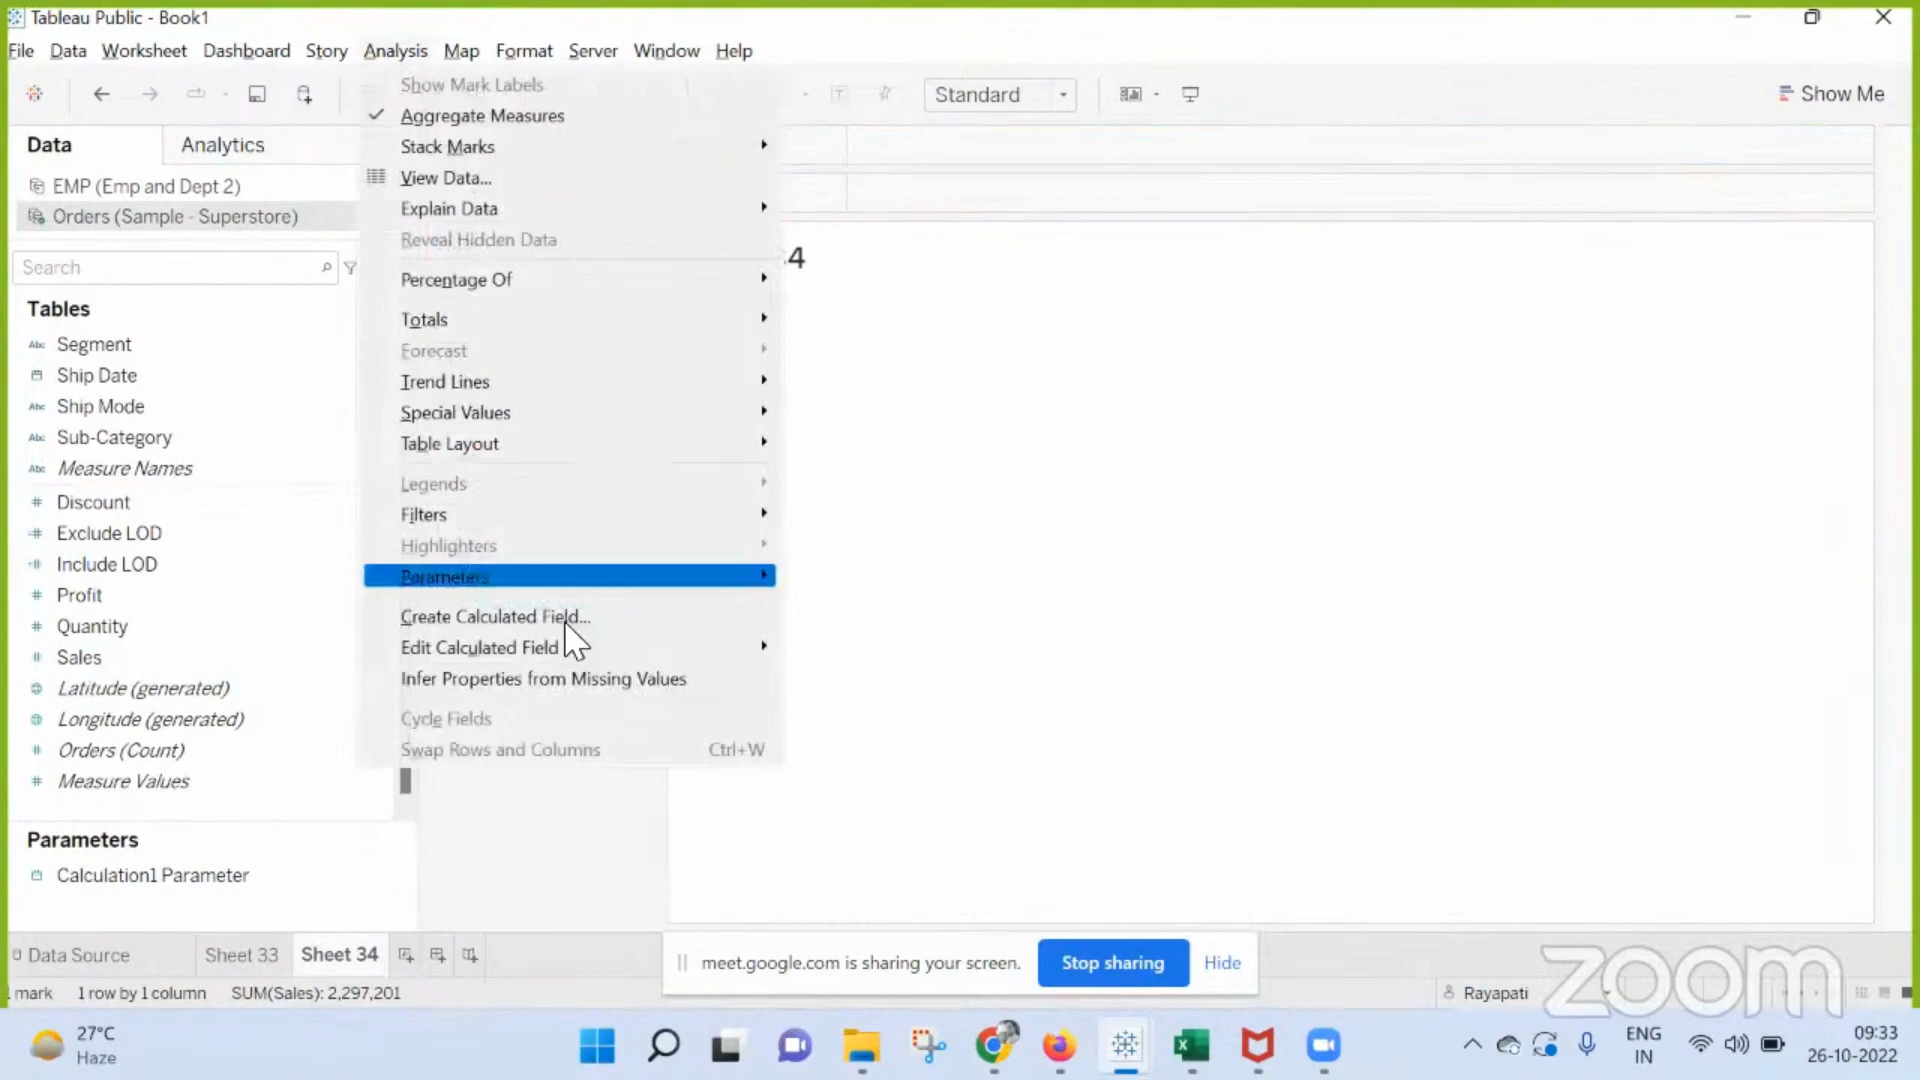 Tableau Public - Book1
File Data Worksheet Dashboard Story Analysis Map Format Server Window Help
Standard
Show Me
Data Analytics
EMP (Emp and Dept 2)
Orders (Sample - Superstore)
Search
Tables
Segment
Ship Date
Ship Mode
Sub-Category
Measure Names
Discount
Exclude LOD
Include LOD
Profit
Quantity
Sales
Latitude (generated)
Longitude (generated)
Orders (Count)
Measure Values
Parameters
Calculation1 Parameter
Show Mark Labels
Aggregate Measures
Stack Marks
View Data...
Explain Data
Reveal Hidden Data
Percentage Of
Totals
Forecast
Trend Lines
Special Values
Table Layout
Legends
Filters
Highlighters
Parameters
Create Calculated Field...
Edit Calculated Field
Infer Properties from Missing Values
Cycle Fields
Swap Rows and Columns Ctrl+W
4
Data Source Sheet 33 Sheet 34
meet.google.com is sharing your screen. Stop sharing Hide
mark 1 row by 1 column SUM(Sales): 2,297,201
Rayapati
zoom
27°C
Haze
ENG
IN
09:33
26-10-2022